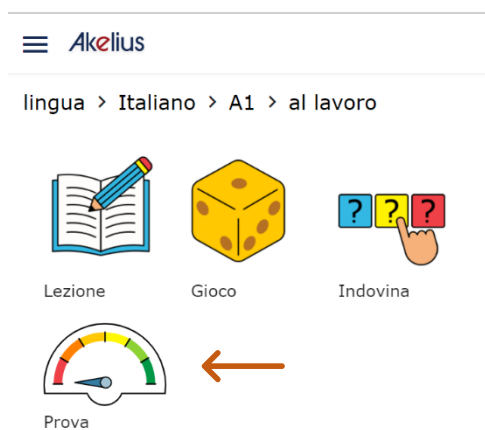 Akelius
lingua > Italiano > A1 > al lavoro
? ? ?
Lezione Gioco Indovina
Prova